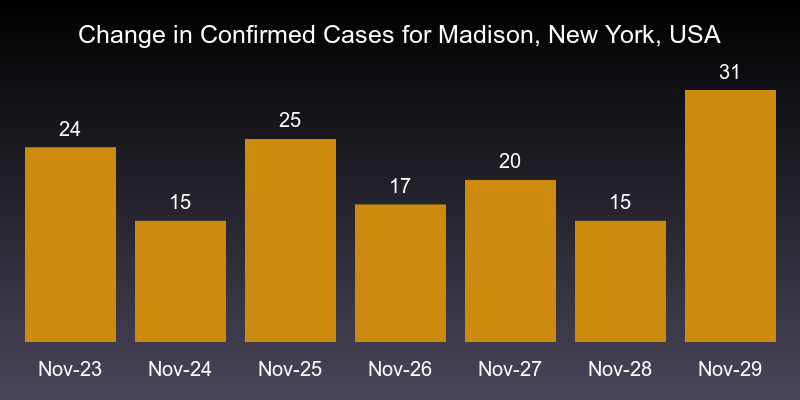 Change in Confirmed Cases for Madison, New York, USA
31
25
24
20
17
15
15
Nov-23
Nov-24
Nov-25
Nov-26
Nov-27
Nov-28
Nov-29